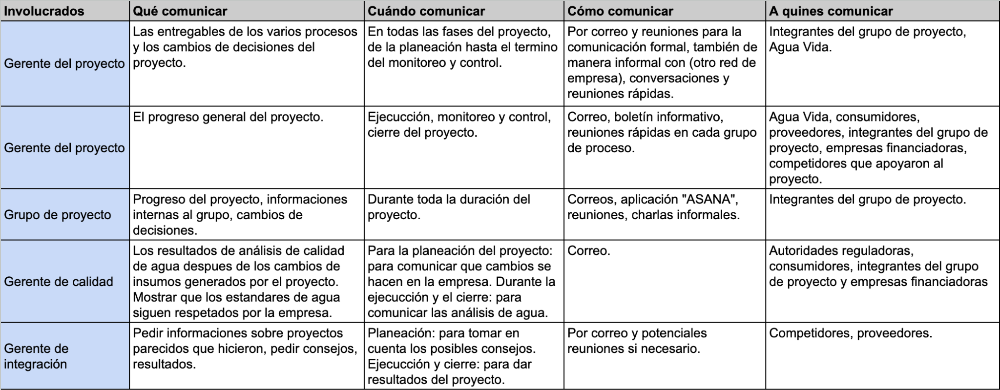 Involucrados
Qué comunicar
Cuándo comunicar
Cómo comunicar
A quines comunicar
Gerente del proyecto
Las entregables de los varios procesos
y los cambios de decisiones del
proyecto.
En todas las fases del proyecto,
de la planeación hasta el termino
del monitoreo y control.
Por correo y reuniones para la
comunicación formal, también de
manera informal con (otro red de
empresa), conversaciones y
reuniones rápidas.
Integrantes del grupo de proyecto,
Agua Vida.
Gerente del proyecto
El progreso general del proyecto.
Ejecucción, monitoreo y control,
cierre del proyecto.
Correo, boletín informativo,
reuniones rápidas en cada grupo
de proceso.
Agua Vida, consumidores,
proveedores, integrantes del grupo de
proyecto, empresas financiadoras,
competidores que apoyaron al
proyecto.
Grupo de proyecto
Progreso del proyecto, informaciones
internas al grupo, cambios de
decisiones.
Durante toda la duración del
proyecto.
Correos, aplicación "ASANA",
reuniones, charlas informales.
Integrantes del grupo de proyecto.
Gerente de calidad
Los resultados de análisis de calidad
de agua despues de los cambios de
insumos generados por el proyecto.
Mostrar que los estandares de agua
siguen respetados por la empresa.
Para la planeación del proyecto:
para comunicar que cambios se
hacen en la empresa. Durante la
ejecucción y el cierre: para
comunicar las análisis de agua.
Correo.
Autoridades reguladoras,
consumidores, integrantes del grupo
de proyecto y empresas financiadoras
Gerente de
integración
Pedir informaciones sobre proyectos
parecidos que hicieron, pedir consejos,
resultados.
Planeación: para tomar en
cuenta los posibles consejos.
Ejecucción y cierre: para dar
resultados del proyecto.
Por correo y potenciales
reuniones si necesario.
Competidores, proveedores.